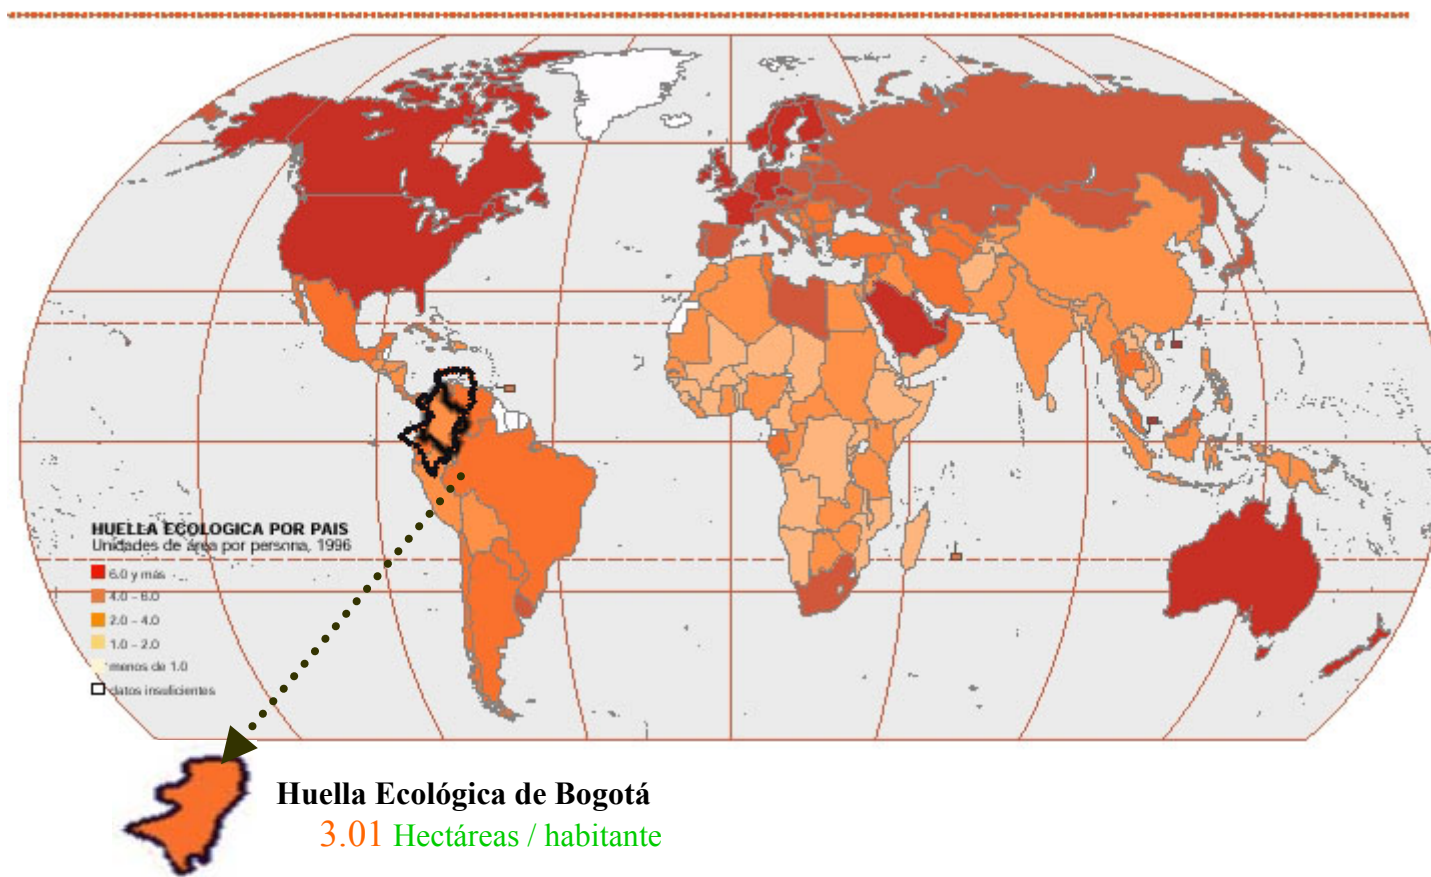 HUELLA ECOLOGICA POR PAIS
Unidades de área por persona, 1996
6.0 y más
4.0 - 6.0
2.0 - 4.0
1.0 - 2.0
menos de 1.0
datos insuficientes
Huella Ecológica de Bogotá
3.01 Hectáreas / habitante